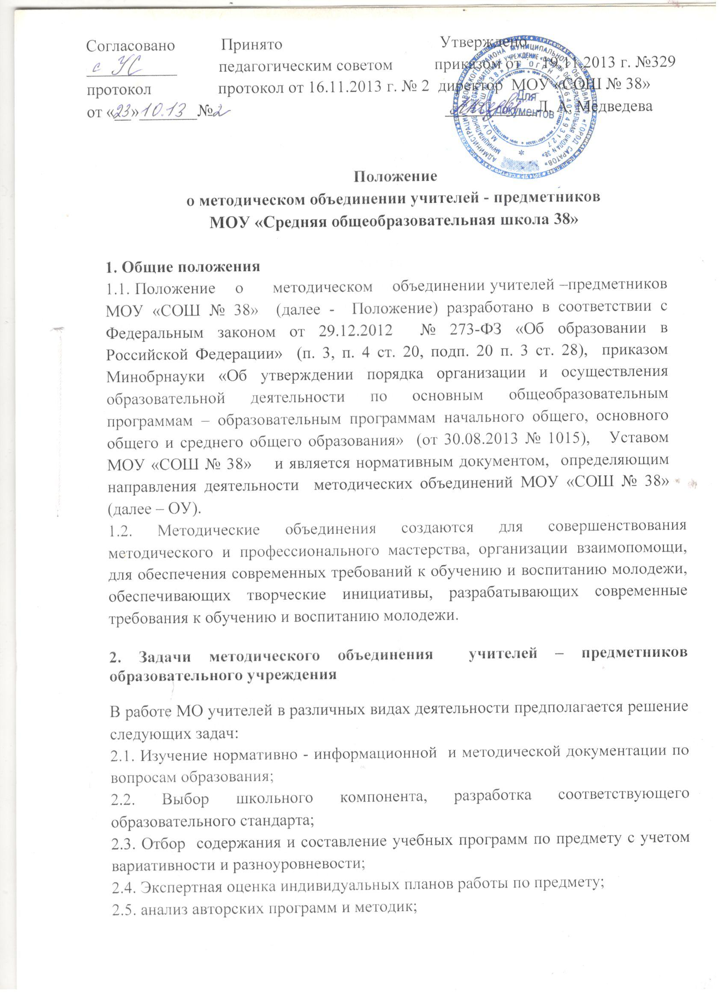 Согласовано Принято Утверждено
с УС педагогическим советом приказом от 19.11.2013 г. №329
протокол протокол от 16.11.2013 г. № 2 директор МОУ «СОШ № 38»
от «23» 10.13 №2 Л. А. Медведева
Для
документов
Положение
о методическом объединении учителей - предметников
МОУ «Средняя общеобразовательная школа 38»
1. Общие положения
1.1. Положение о методическом объединении учителей –предметников
МОУ «СОШ № 38» (далее - Положение) разработано в соответствии с
Федеральным законом от 29.12.2012 № 273-ФЗ «Об образовании в
Российской Федерации» (п. 3, п. 4 ст. 20, подп. 20 п. 3 ст. 28), приказом
Минобрнауки «Об утверждении порядка организации и осуществления
образовательной деятельности по основным общеобразовательным
программам – образовательным программам начального общего, основного
общего и среднего общего образования» (от 30.08.2013 № 1015), Уставом
МОУ «СОШ № 38» и является нормативным документом, определяющим
направления деятельности методических объединений МОУ «СОШ № 38»
(далее – ОУ).
1.2. Методические объединения создаются для совершенствования
методического и профессионального мастерства, организации взаимопомощи,
для обеспечения современных требований к обучению и воспитанию молодежи,
обеспечивающих творческие инициативы, разрабатывающих современные
требования к обучению и воспитанию молодежи.
2. Задачи методического объединения учителей – предметников
образовательного учреждения
В работе МО учителей в различных видах деятельности предполагается решение
следующих задач:
2.1. Изучение нормативно - информационной и методической документации по
вопросам образования;
2.2. Выбор школьного компонента, разработка соответствующего
образовательного стандарта;
2.3. Отбор содержания и составление учебных программ по предмету с учетом
вариативности и разноуровневости;
2.4. Экспертная оценка индивидуальных планов работы по предмету;
2.5. анализ авторских программ и методик;